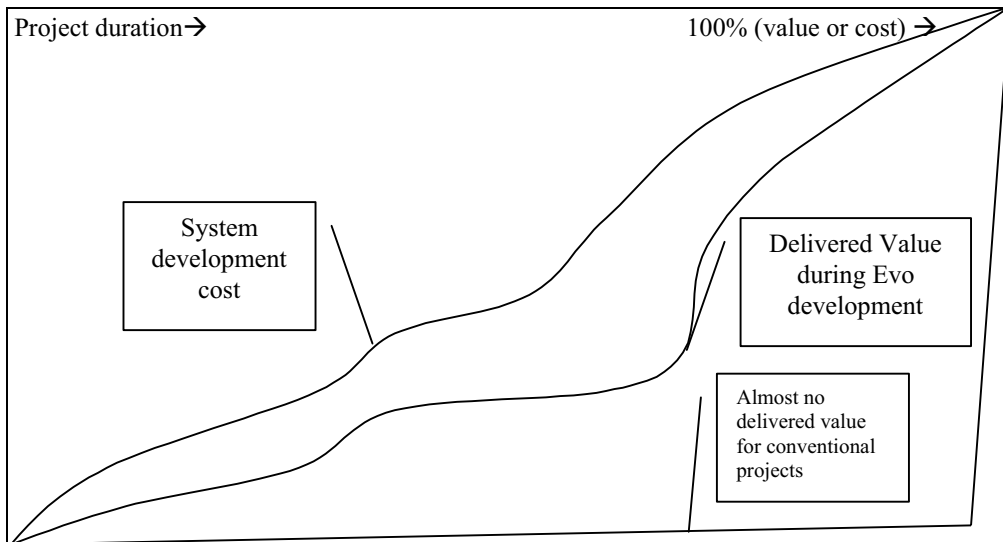 Project duration→
100% (value or cost) →
System
development
cost
Delivered Value
during Evo
development
Almost no
delivered value
for conventional
projects